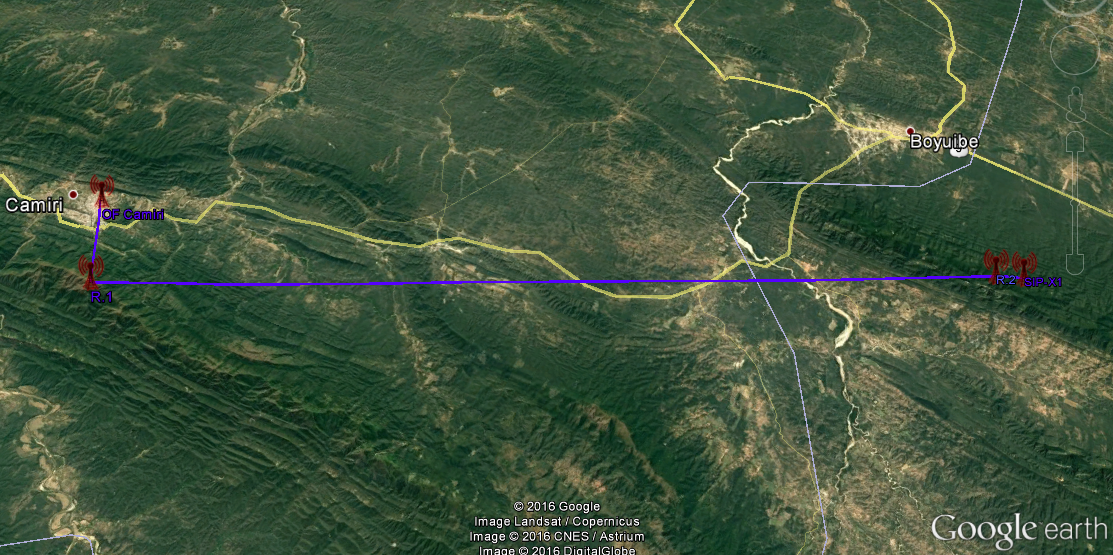 Boyuibe
Camiri
OF Camiri
R.1
R.2
SIP-X1
© 2016 Google
Image Landsat / Copernicus
Image © 2016 CNES / Astrium
Image © 2016 DigitalGlobe
Google earth